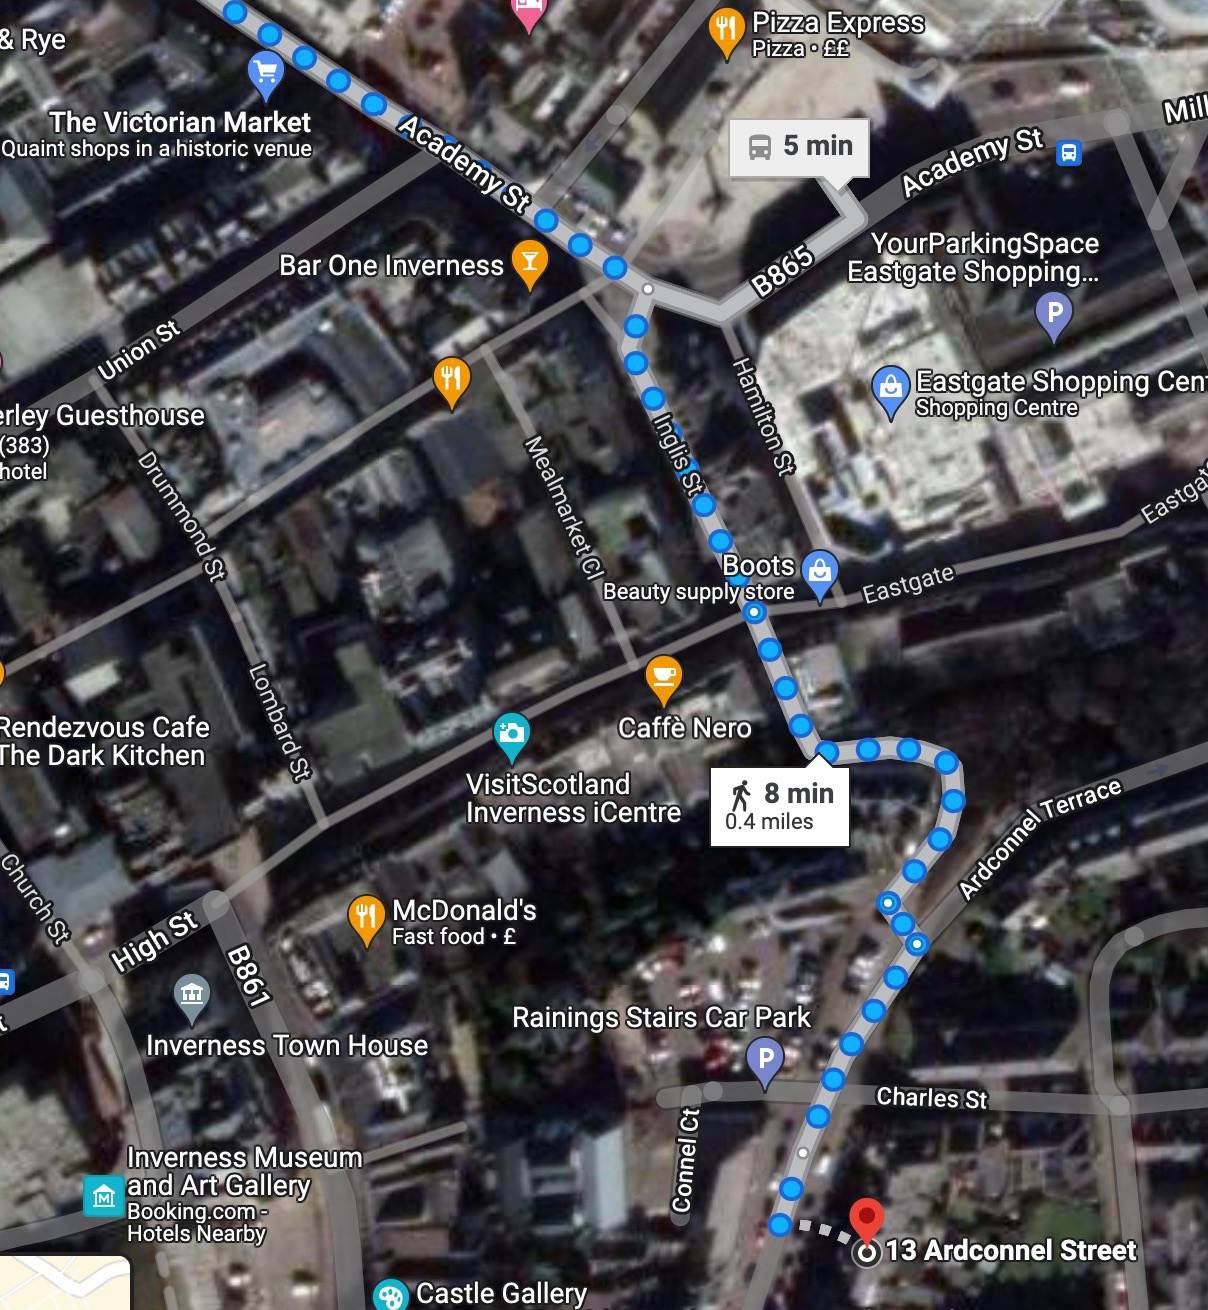 Pizza Express
Pizza • ££
& Rye
The Victorian Market
Quaint shops in a historic venue
Mill
Academy St
5 min
Academy St
YourParkingSpace
Eastgate Shopping...
Bar One Inverness
B865
P
Union St
Eastgate Shopping Cent
Shopping Centre
erley Guesthouse
(383)
hotel
Hamilton St
Inglis St
Mealmarket Cl
Drummond St
Eastgate
Boots
Beauty supply store
Eastgate
Lombard St
Rendezvous Cafe
The Dark Kitchen
Caffè Nero
VisitScotland
Inverness iCentre
8 min
0.4 miles
Ardconnel Terrace
Church St
McDonald's
Fast food • £
High St
B861
Rainings Stairs Car Park
P
Inverness Town House
Charles St
Connel Ct
Inverness Museum
and Art Gallery
Booking.com -
Hotels Nearby
M
13 Ardconnel Street
Castle Gallery